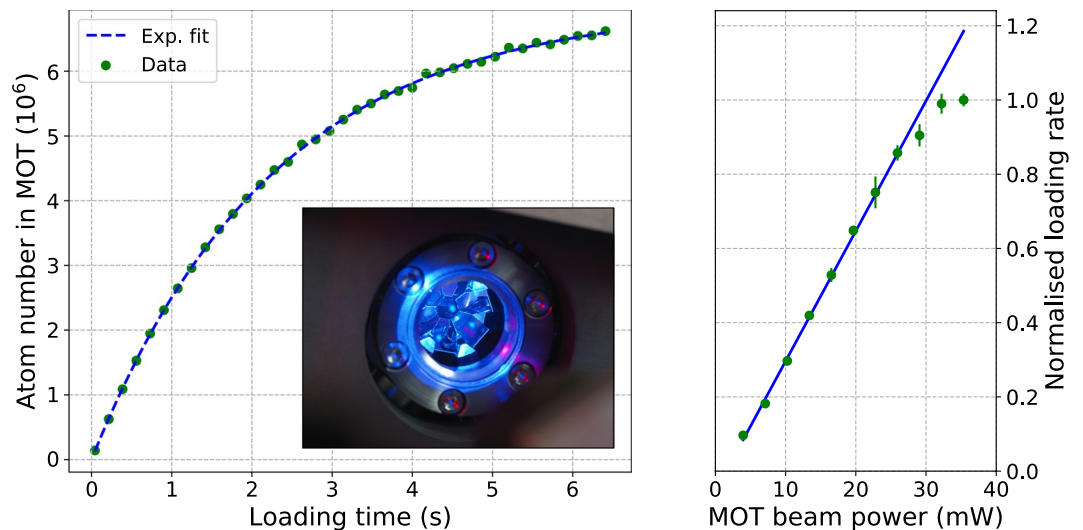 Exp. fit
Data
Atom number in MOT (10⁶)
6
5
4
3
2
1
0
0 1 2 3 4 5 6
Loading time (s)
1.2
1.0
0.8
0.6
0.4
0.2
0.0
Normalised loading rate
0 10 20 30 40
MOT beam power (mW)